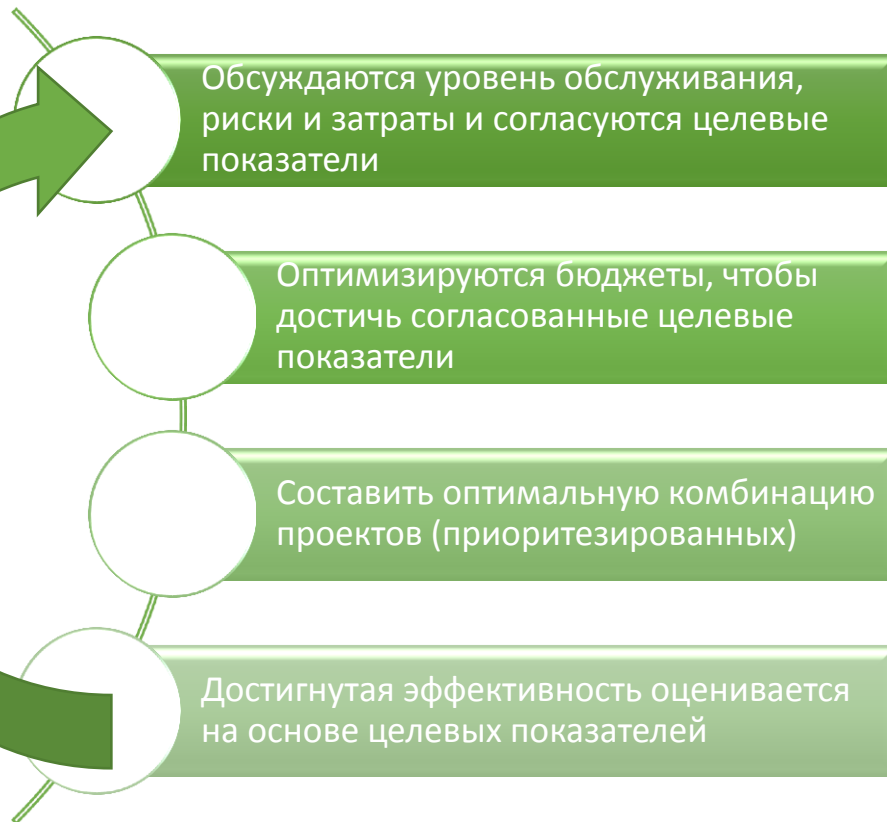 Обсуждаются уровень обслуживания,
риски и затраты и согласуются целевые
показатели
Оптимизируются бюджеты, чтобы
достичь согласованные целевые
показатели
Составить оптимальную комбинацию
проектов (приоритезированных)
Достигнутая эффективность оценивается
на основе целевых показателей